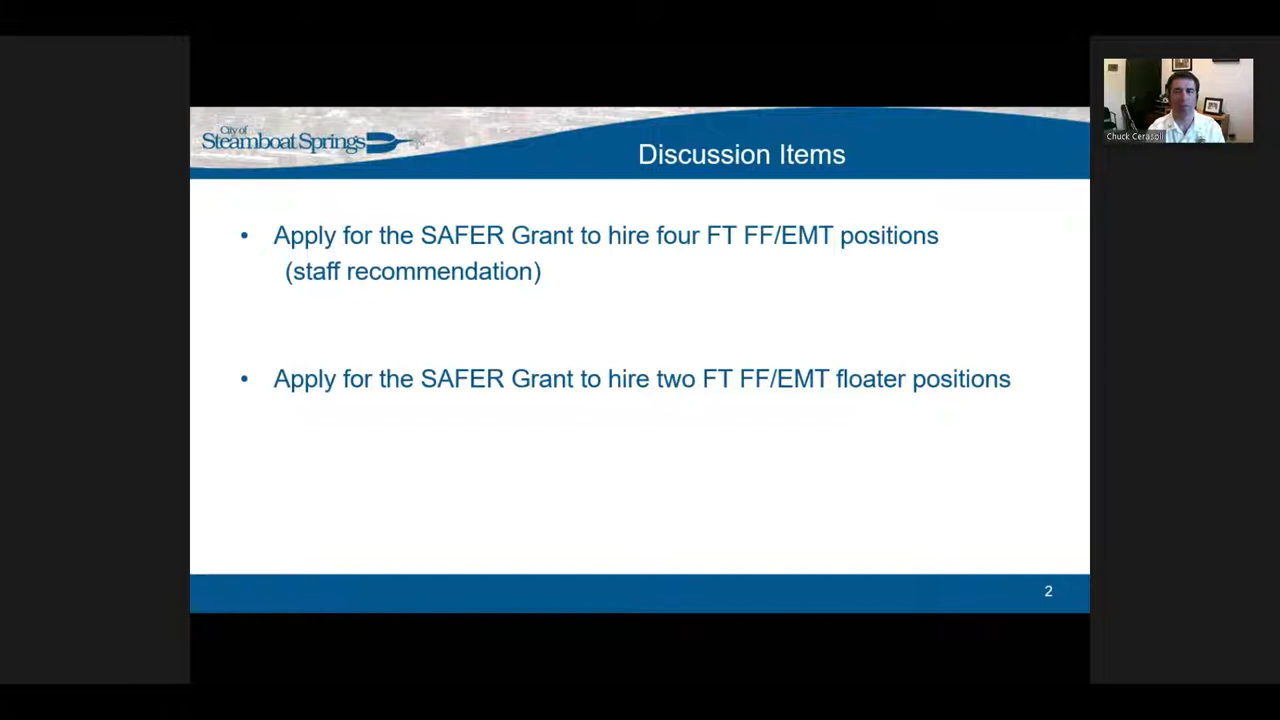 City of
Steamboat Springs
Discussion Items
Chuck Cerasoli
• Apply for the SAFER Grant to hire four FT FF/EMT positions
(staff recommendation)
• Apply for the SAFER Grant to hire two FT FF/EMT floater positions
2